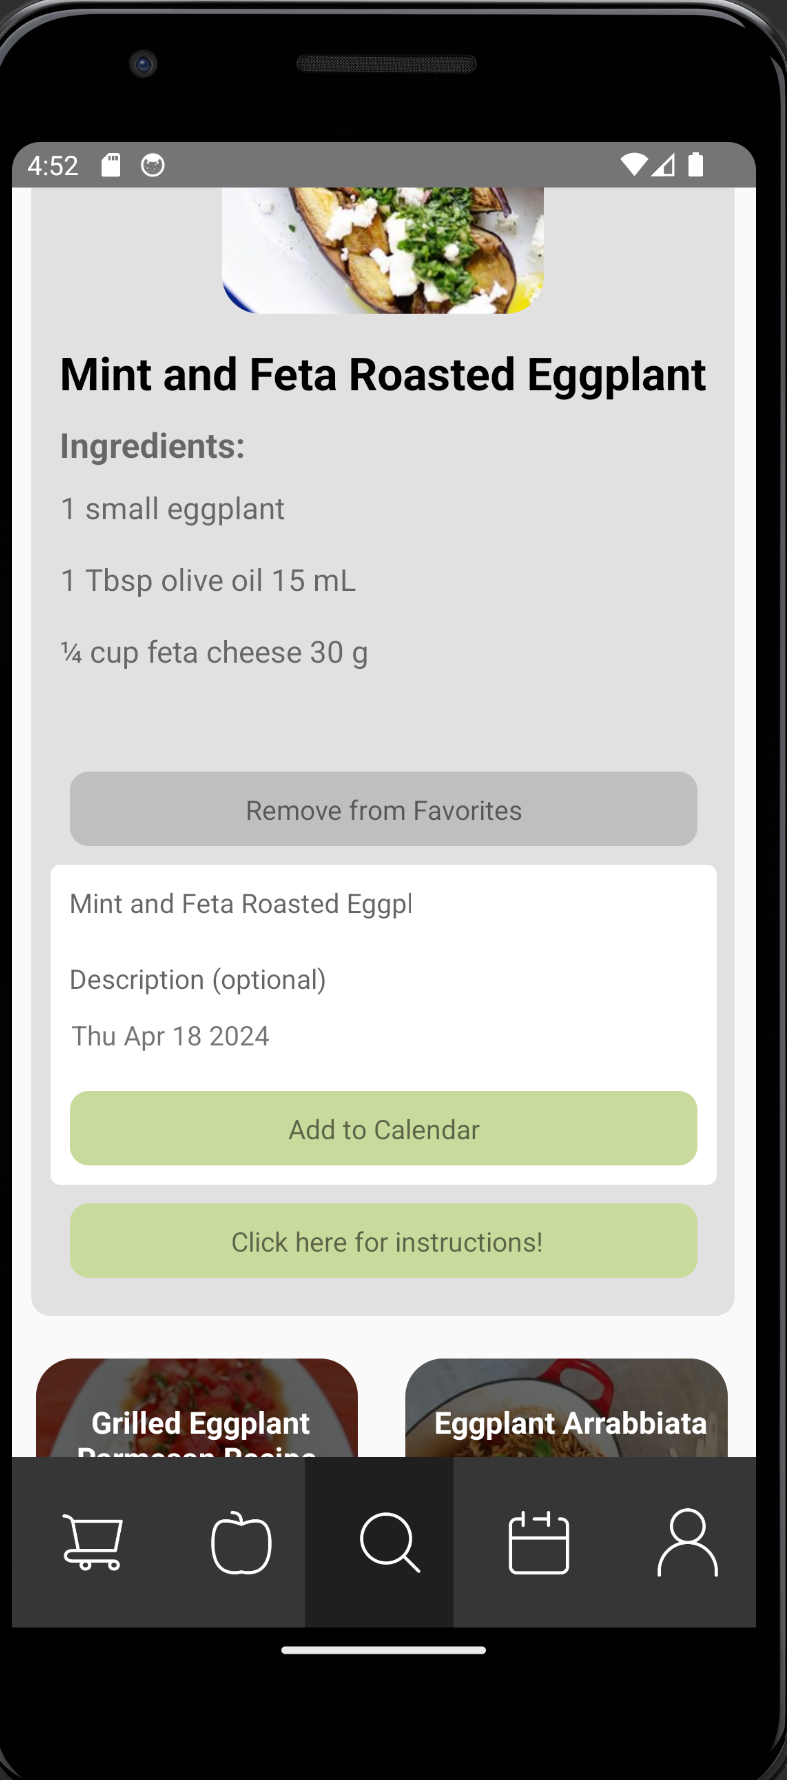 4:52
Mint and Feta Roasted Eggplant
Ingredients:
1 small eggplant
1 Tbsp olive oil 15 mL
¼ cup feta cheese 30 g
Remove from Favorites
Mint and Feta Roasted Eggpl
Description (optional)
Thu Apr 18 2024
Add to Calendar
Click here for instructions!
Grilled Eggplant
Parmesan Recipe
Eggplant Arrabbiata